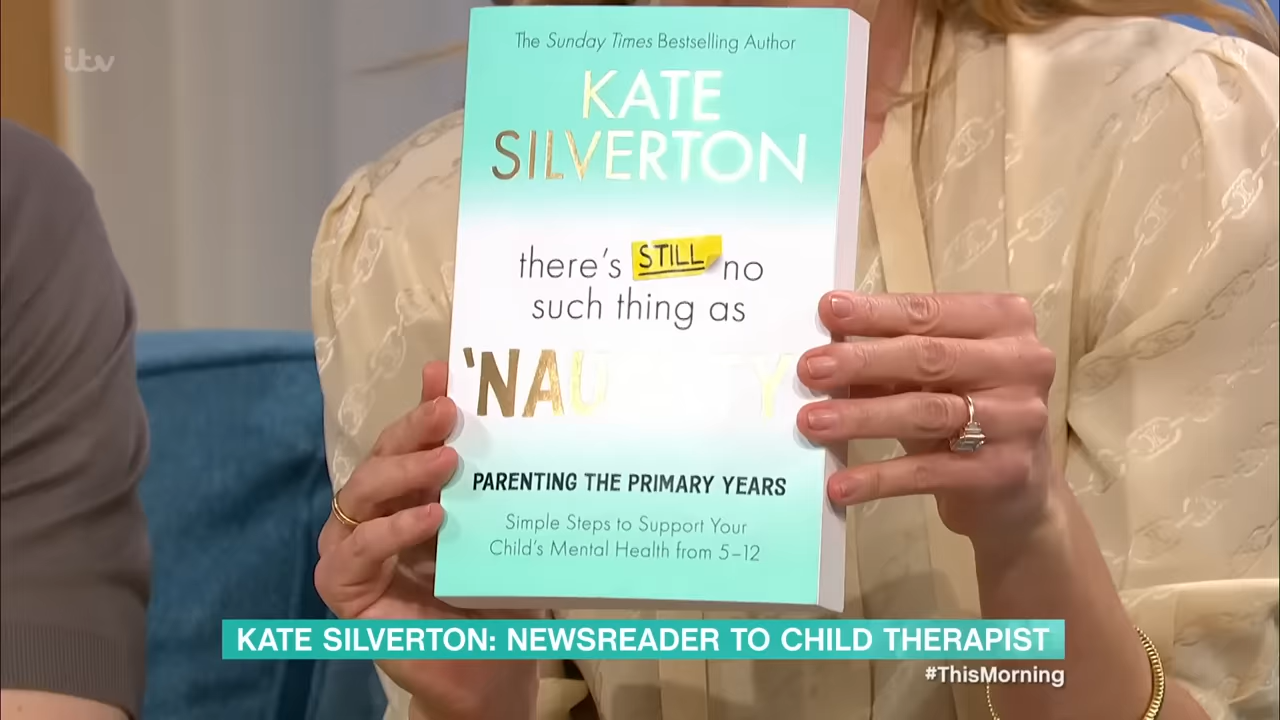 itv
The Sunday Times Bestselling Author
KATE
SILVERTON
there's STILL no
such thing as
'NAUGHTY'
PARENTING THE PRIMARY YEARS
Simple Steps to Support Your
Child's Mental Health from 5–12
KATE SILVERTON: NEWSREADER TO CHILD THERAPIST
#ThisMorning